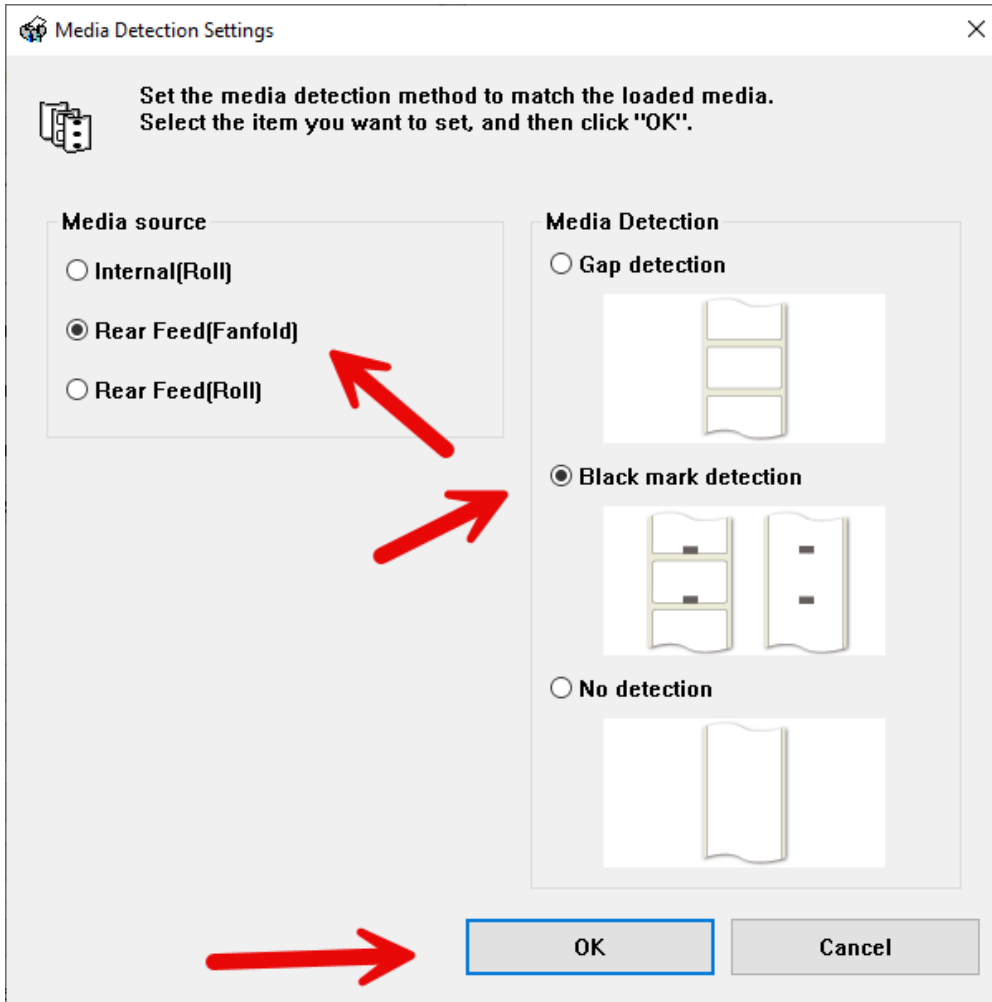 Media Detection Settings
Set the media detection method to match the loaded media.
Select the item you want to set, and then click "OK".
Media source
Internal(Roll)
Rear Feed(Fanfold)
Rear Feed(Roll)
Media Detection
Gap detection
Black mark detection
No detection
OK
Cancel